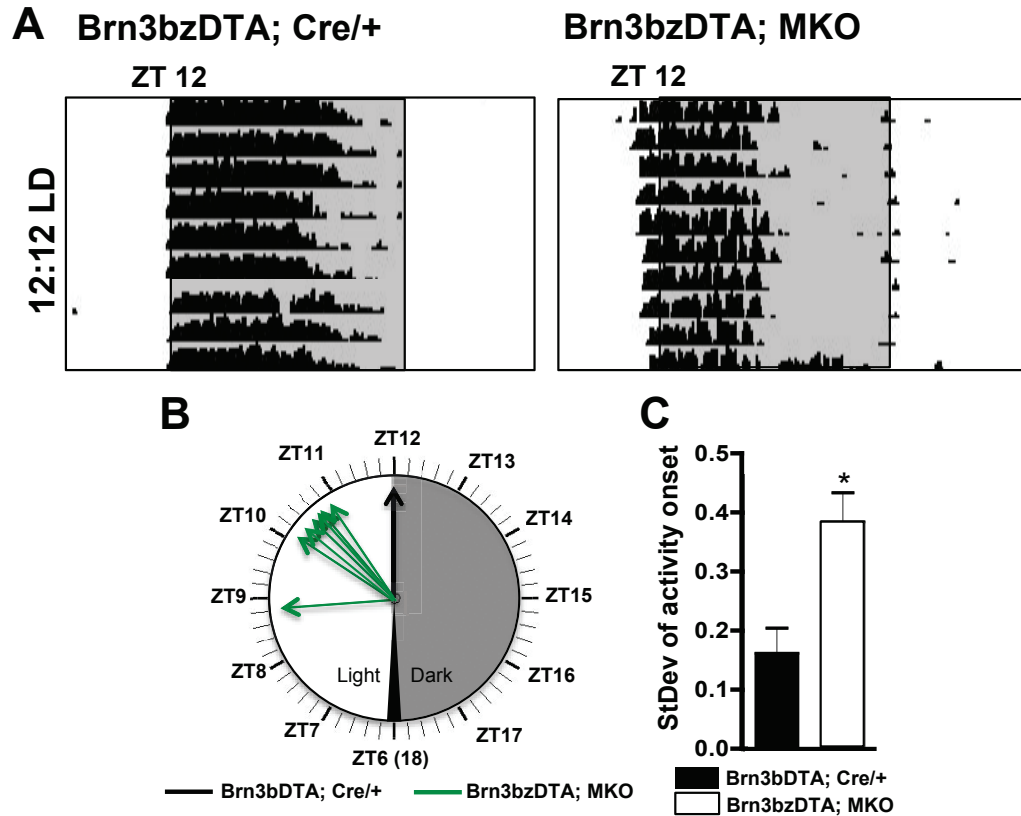 A Brn3bzDTA; Cre/+ Brn3bzDTA; MKO
ZT 12 ZT 12
12:12 LD
B
ZT12
ZT11 ZT13
ZT10 ZT14
ZT9 ZT15
ZT8 ZT16
ZT7 ZT17
ZT6 (18)
Light Dark
Brn3bDTA; Cre/+ Brn3bzDTA; MKO
C
StDev of activity onset
0.5
0.4
0.3
0.2
0.1
0.0
*
Brn3bDTA; Cre/+
Brn3bzDTA; MKO